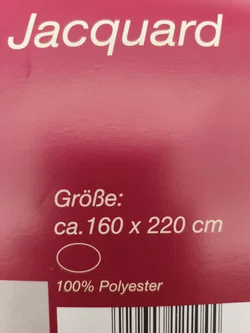 Jacquard
Größe:
ca.160 x 220 cm
100% Polyester